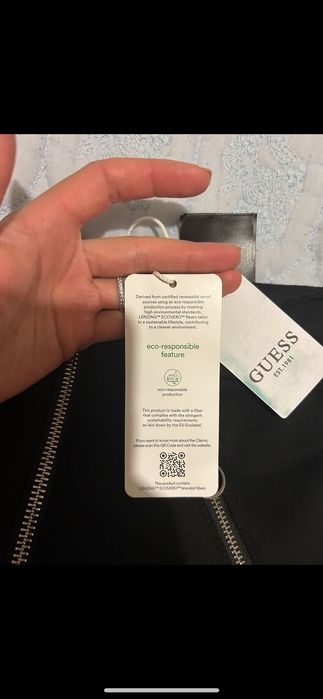 Derived from certified renewable wood
sources using an eco-responsible
production process by meeting
high environmental standards,
LENZING™ ECOVERO™ fibers tailor
to a sustainable lifestyle, contributing
to a cleaner environment.
eco-responsible
feature
eco-responsible
production
This product is made with a fiber
that complies with the stringent
sustainability requirements
as laid down by the EU Ecolabel.
If you want to know more about the Claims,
please scan this QR Code and visit the website.
This product contains
LENZING™ ECOVERO™ branded fibers
GUESS
EST. 1981